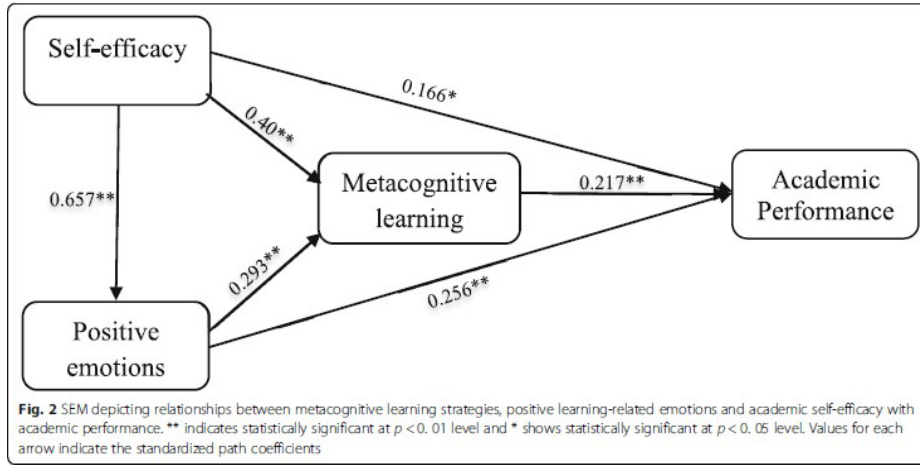 Self-efficacy
0.166*
0.40**
Metacognitive
learning
0.217**
Academic
Performance
0.657**
0.293**
0.256**
Positive
emotions
Fig. 2 SEM depicting relationships between metacognitive learning strategies, positive learning-related emotions and academic self-efficacy with
academic performance. ** indicates statistically significant at p < 0. 01 level and * shows statistically significant at p < 0. 05 level. Values for each
arrow indicate the standardized path coefficients